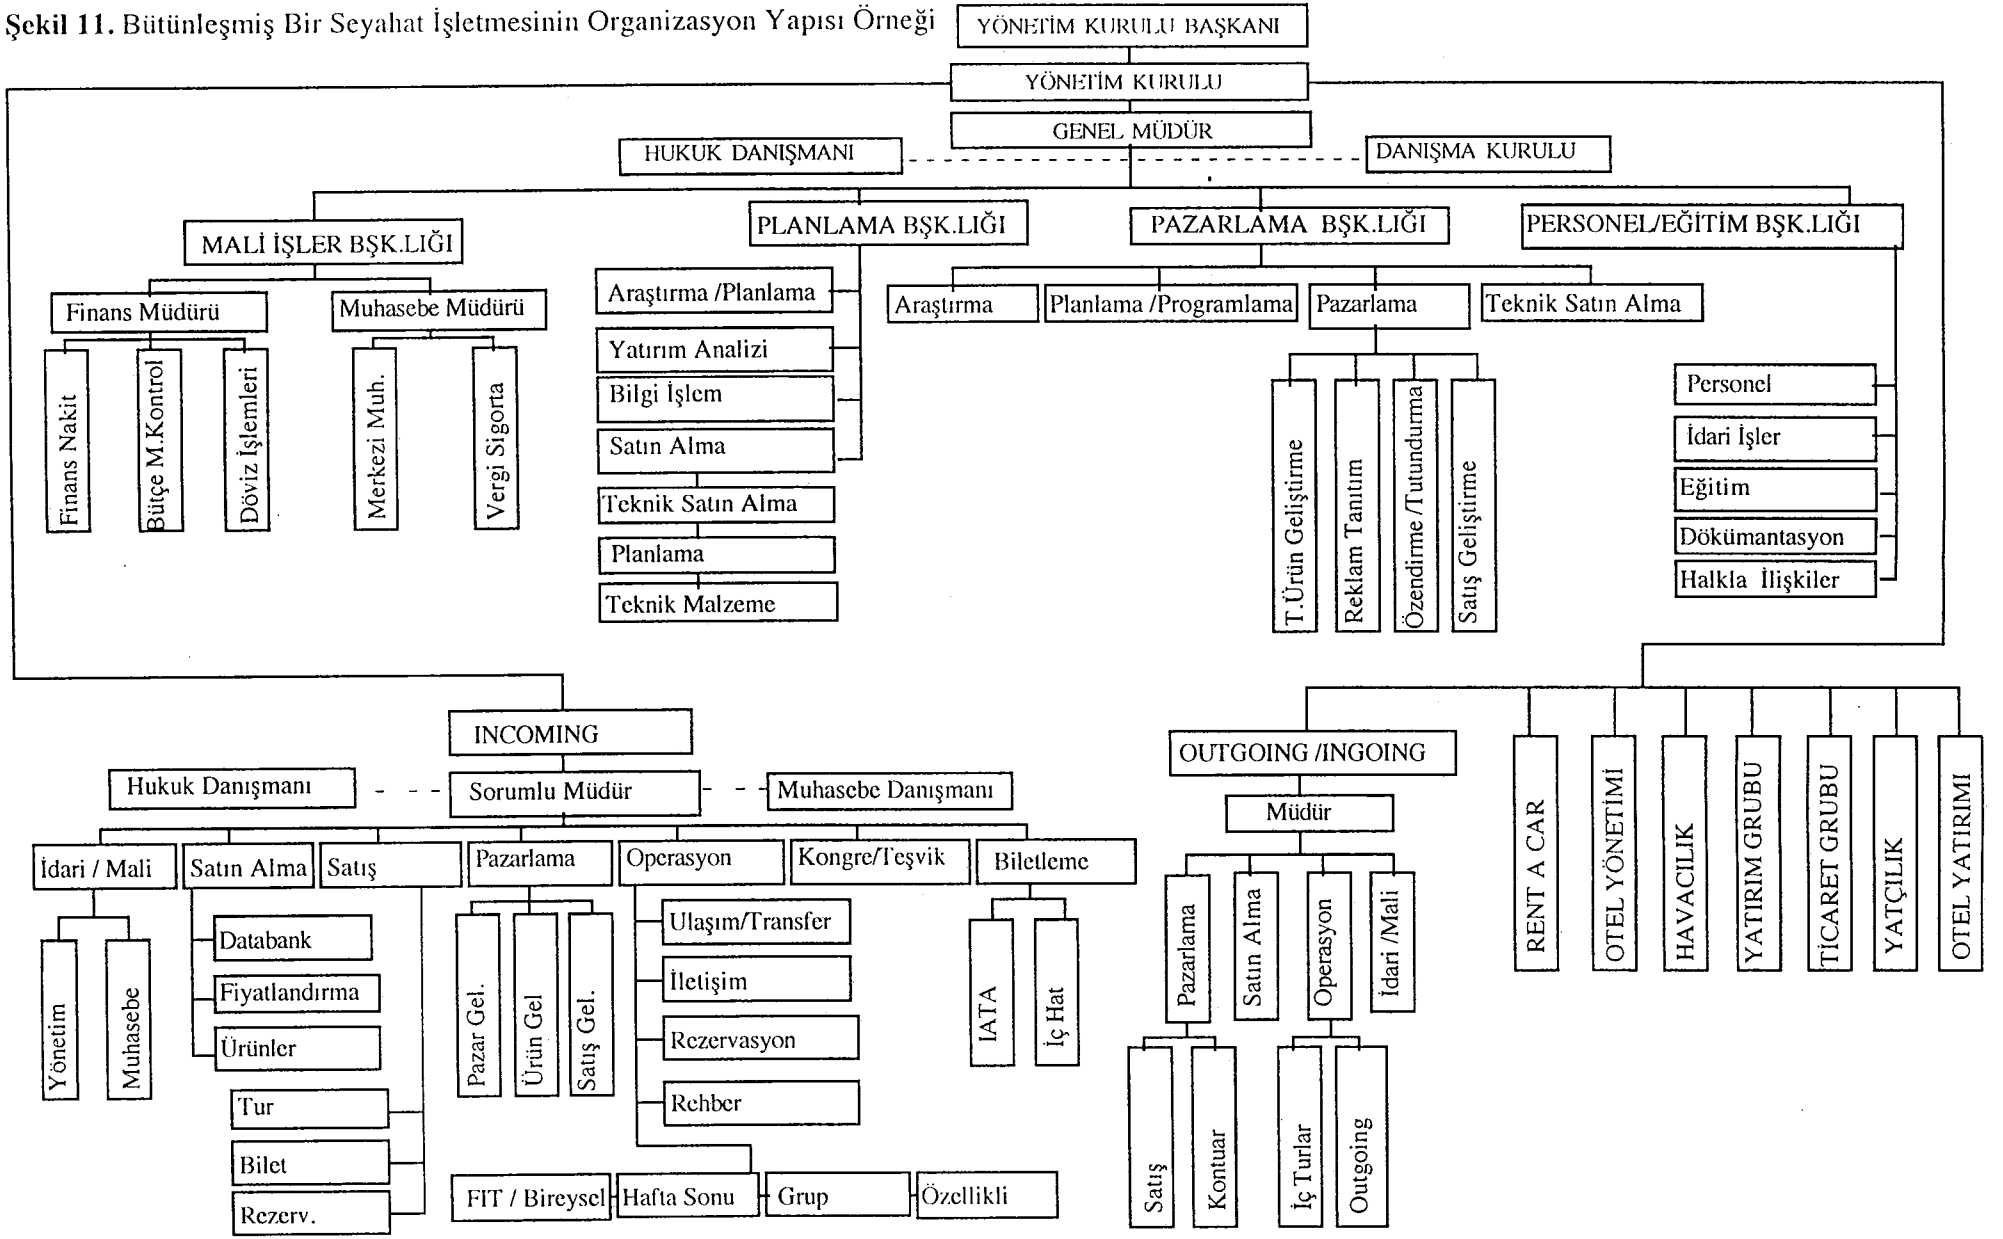 Şekil 11. Bütünleşmiş Bir Seyahat İşletmesinin Organizasyon Yapısı Örneği
YÖNETİM KURULU BAŞKANI
YÖNETİM KURULU
GENEL MÜDÜR
HUKUK DANIŞMANI
DANIŞMA KURULU
MALİ İŞLER BŞK.LIĞI
PLANLAMA BŞK.LIĞI
PAZARLAMA BŞK.LIĞI
PERSONEL/EĞİTİM BŞK.LIĞI
Finans Müdürü
Muhasebe Müdürü
Finans Nakit
Bütçe M.Kontrol
Döviz İşlemleri
Merkezi Muh.
Vergi Sigorta
Araştırma /Planlama
Yatırım Analizi
Bilgi İşlem
Satın Alma
Teknik Satın Alma
Planlama
Teknik Malzeme
Araştırma
Planlama /Programlama
Pazarlama
Teknik Satın Alma
T.Ürün Geliştirme
Reklam Tanıtım
Özendirme /Tutundurma
Satış Geliştirme
Personel
İdari İşler
Eğitim
Dökümantasyon
Halkla İlişkiler
INCOMING
Hukuk Danışmanı
Sorumlu Müdür
Muhasebe Danışmanı
İdari / Mali
Satın Alma
Satış
Pazarlama
Operasyon
Kongre/Teşvik
Biletleme
Yönetim
Muhasebe
Databank
Fiyatlandırma
Ürünler
Tur
Bilet
Rezerv.
Pazar Gel.
Ürün Gel
Satış Gel.
Ulaşım/Transfer
İletişim
Rezervasyon
Rehber
FIT / Bireysel
Hafta Sonu
Grup
Özellikli
IATA
İç Hat
OUTGOING /INGOING
Müdür
Pazarlama
Satın Alma
Operasyon
İdari /Mali
Satış
Kontuar
İç Turlar
Outgoing
RENT A CAR
OTEL YÖNETİMİ
HAVACILIK
YATIRIM GRUBU
TİCARET GRUBU
YATÇILIK
OTEL YATIRIMI